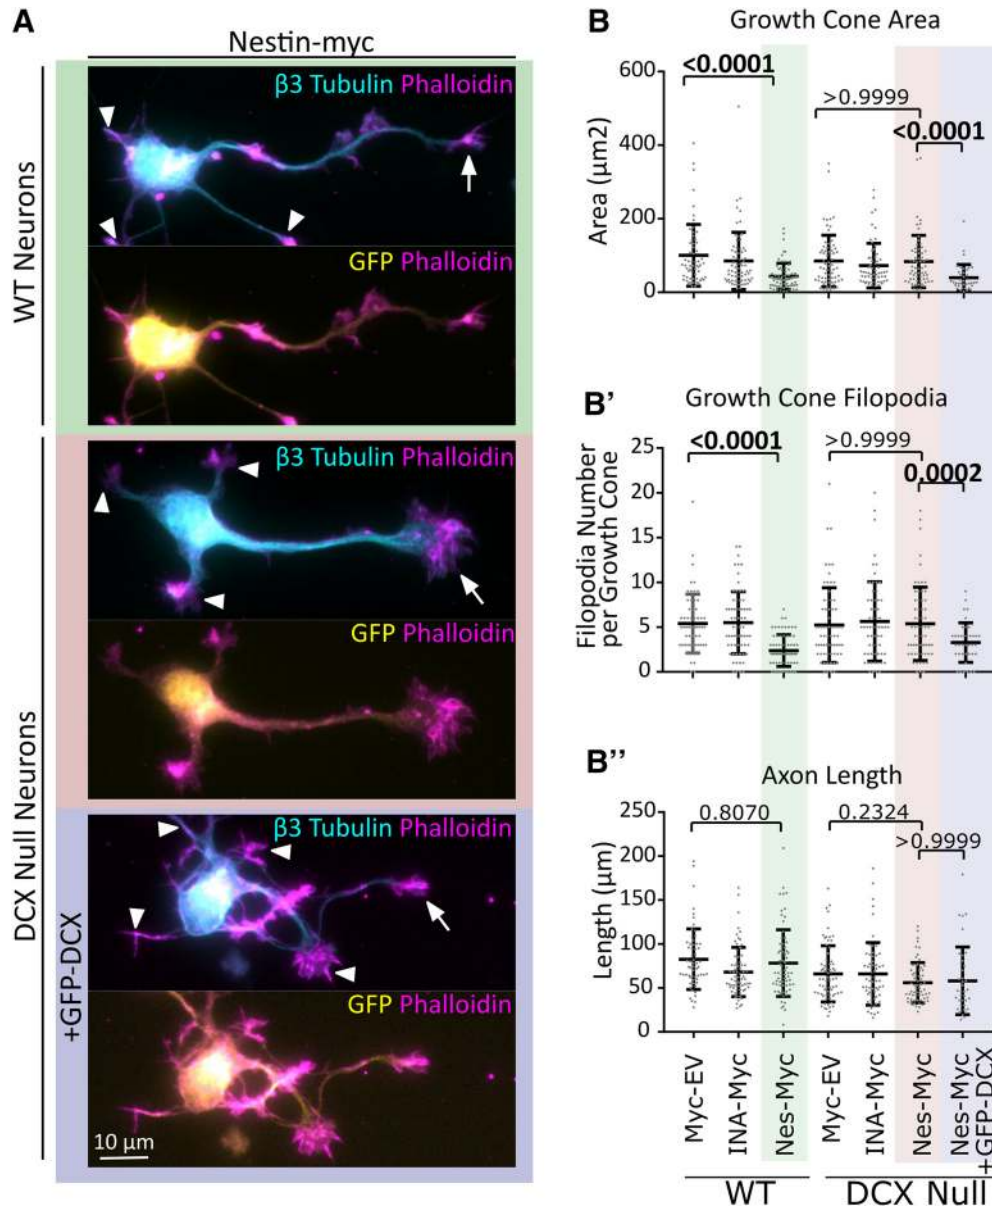 A
Nestin-myc
WT Neurons
β3 Tubulin Phalloidin
GFP Phalloidin
DCX Null Neurons
β3 Tubulin Phalloidin
GFP Phalloidin
+GFP-DCX
β3 Tubulin Phalloidin
GFP Phalloidin
10 μm
B
Growth Cone Area
Area (μm2)
600
400
200
0
<0.0001
>0.9999
<0.0001
B'
Growth Cone Filopodia
Filopodia Number
per Growth Cone
25
20
15
10
5
0
<0.0001
>0.9999
0.0002
B''
Axon Length
Length (μm)
250
200
150
100
50
0
0.8070
0.2324
>0.9999
Myc-EV
INA-Myc
Nes-Myc
Myc-EV
INA-Myc
Nes-Myc
Nes-Myc
+GFP-DCX
WT
DCX Null